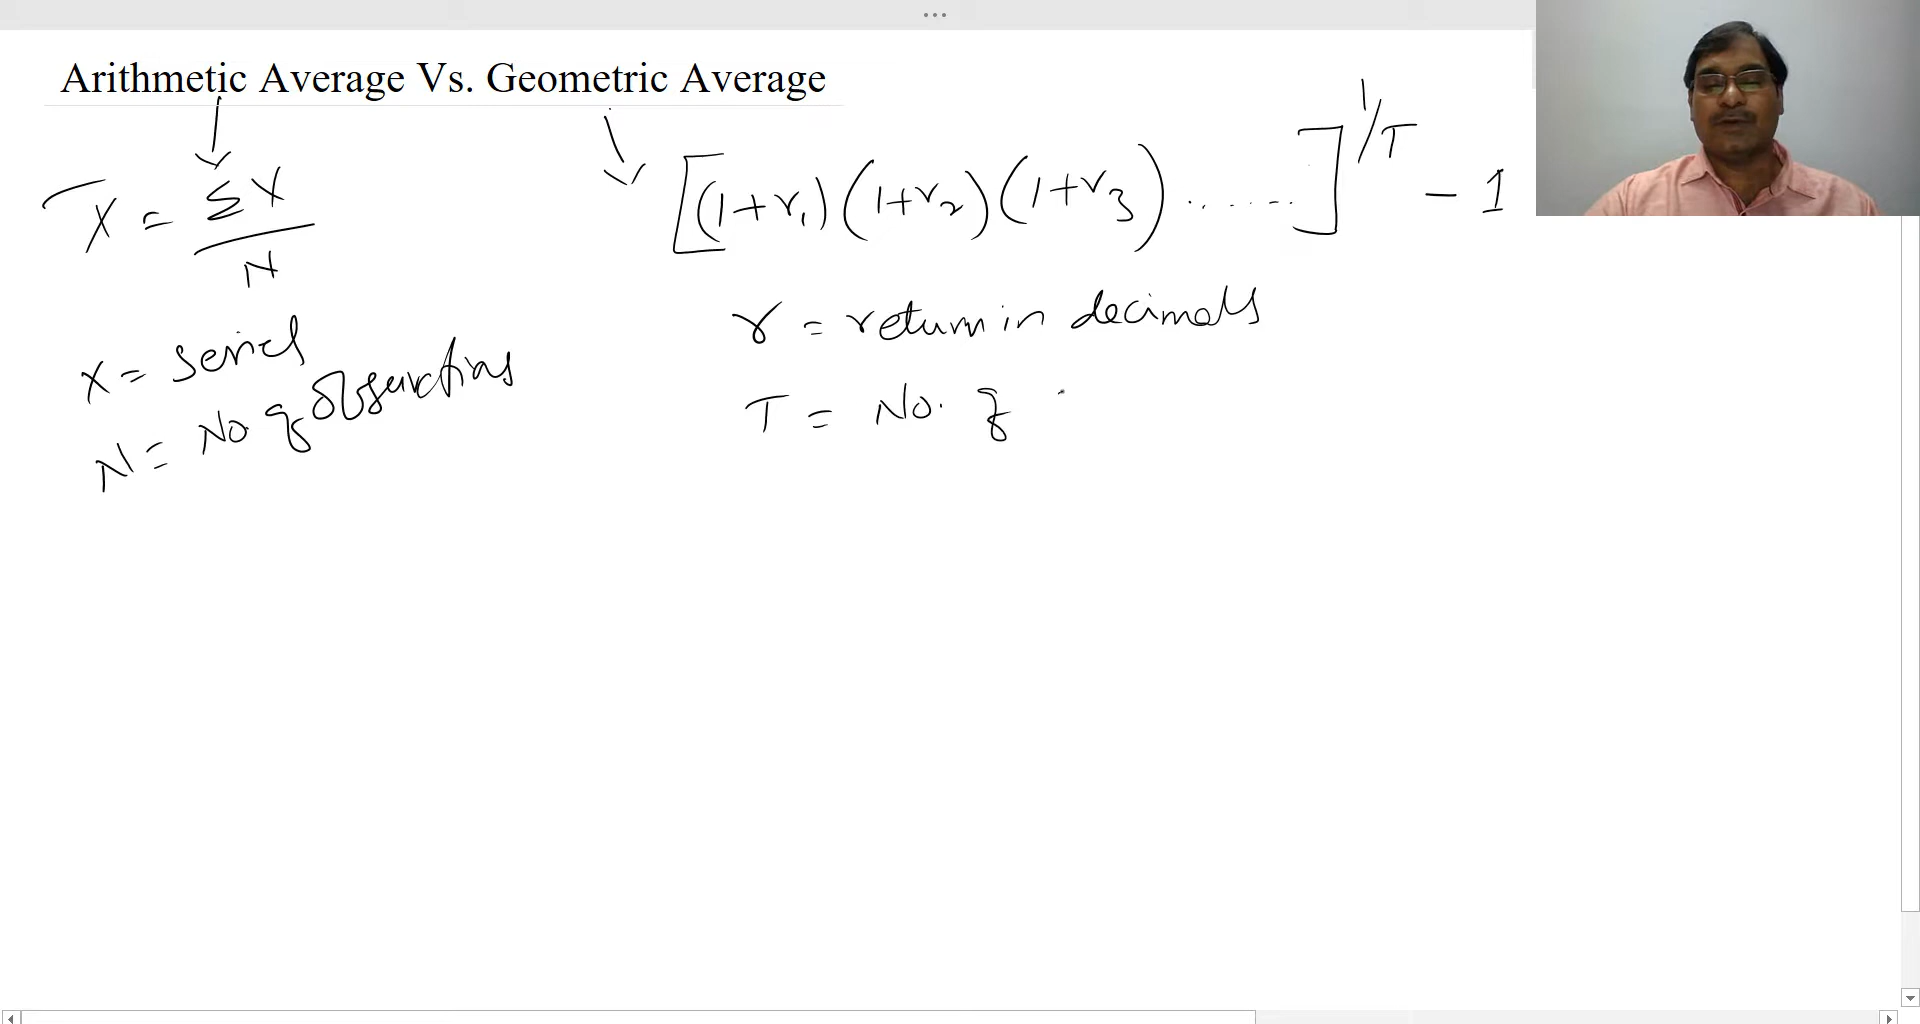 Arithmetic Average Vs. Geometric Average
X̄ = ΣX / N
[(1+r₁)(1+r₂)(1+r₃).......]^1/T - 1
X = series
N = No of observations
r = return in decimals
T = No. of